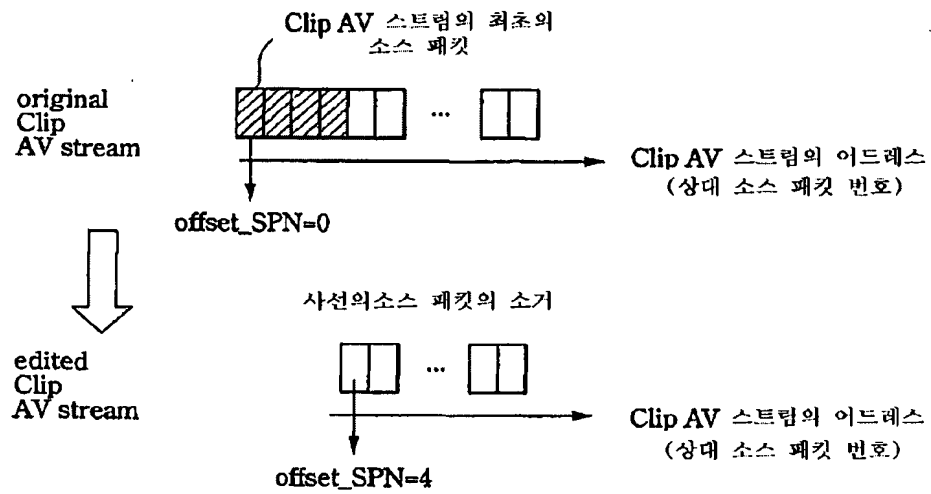 Clip AV 스트림의 최초의
소스 패킷
original
Clip
AV stream
...
Clip AV 스트림의 어드레스
(상대 소스 패킷 번호)
offset_SPN=0
사선의소스 패킷의 소거
edited
Clip
AV stream
...
Clip AV 스트림의 어드레스
(상대 소스 패킷 번호)
offset_SPN=4